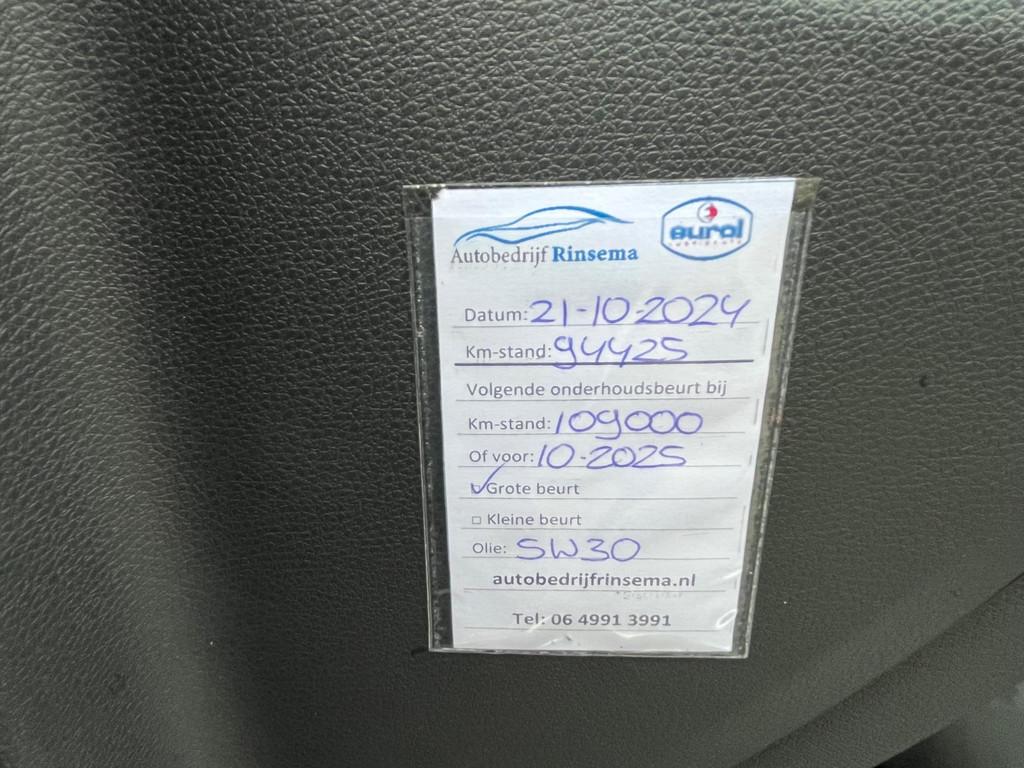 Autobedrijf Rinsema
eurol
Datum: 21-10-2024
Km-stand: 94425
Volgende onderhoudsbeurt bij
Km-stand: 109000
Of voor: 10-2025
Grote beurt
Kleine beurt
Olie: 5W30
autobedrijfrinsema.nl
Tel: 06 4991 3991